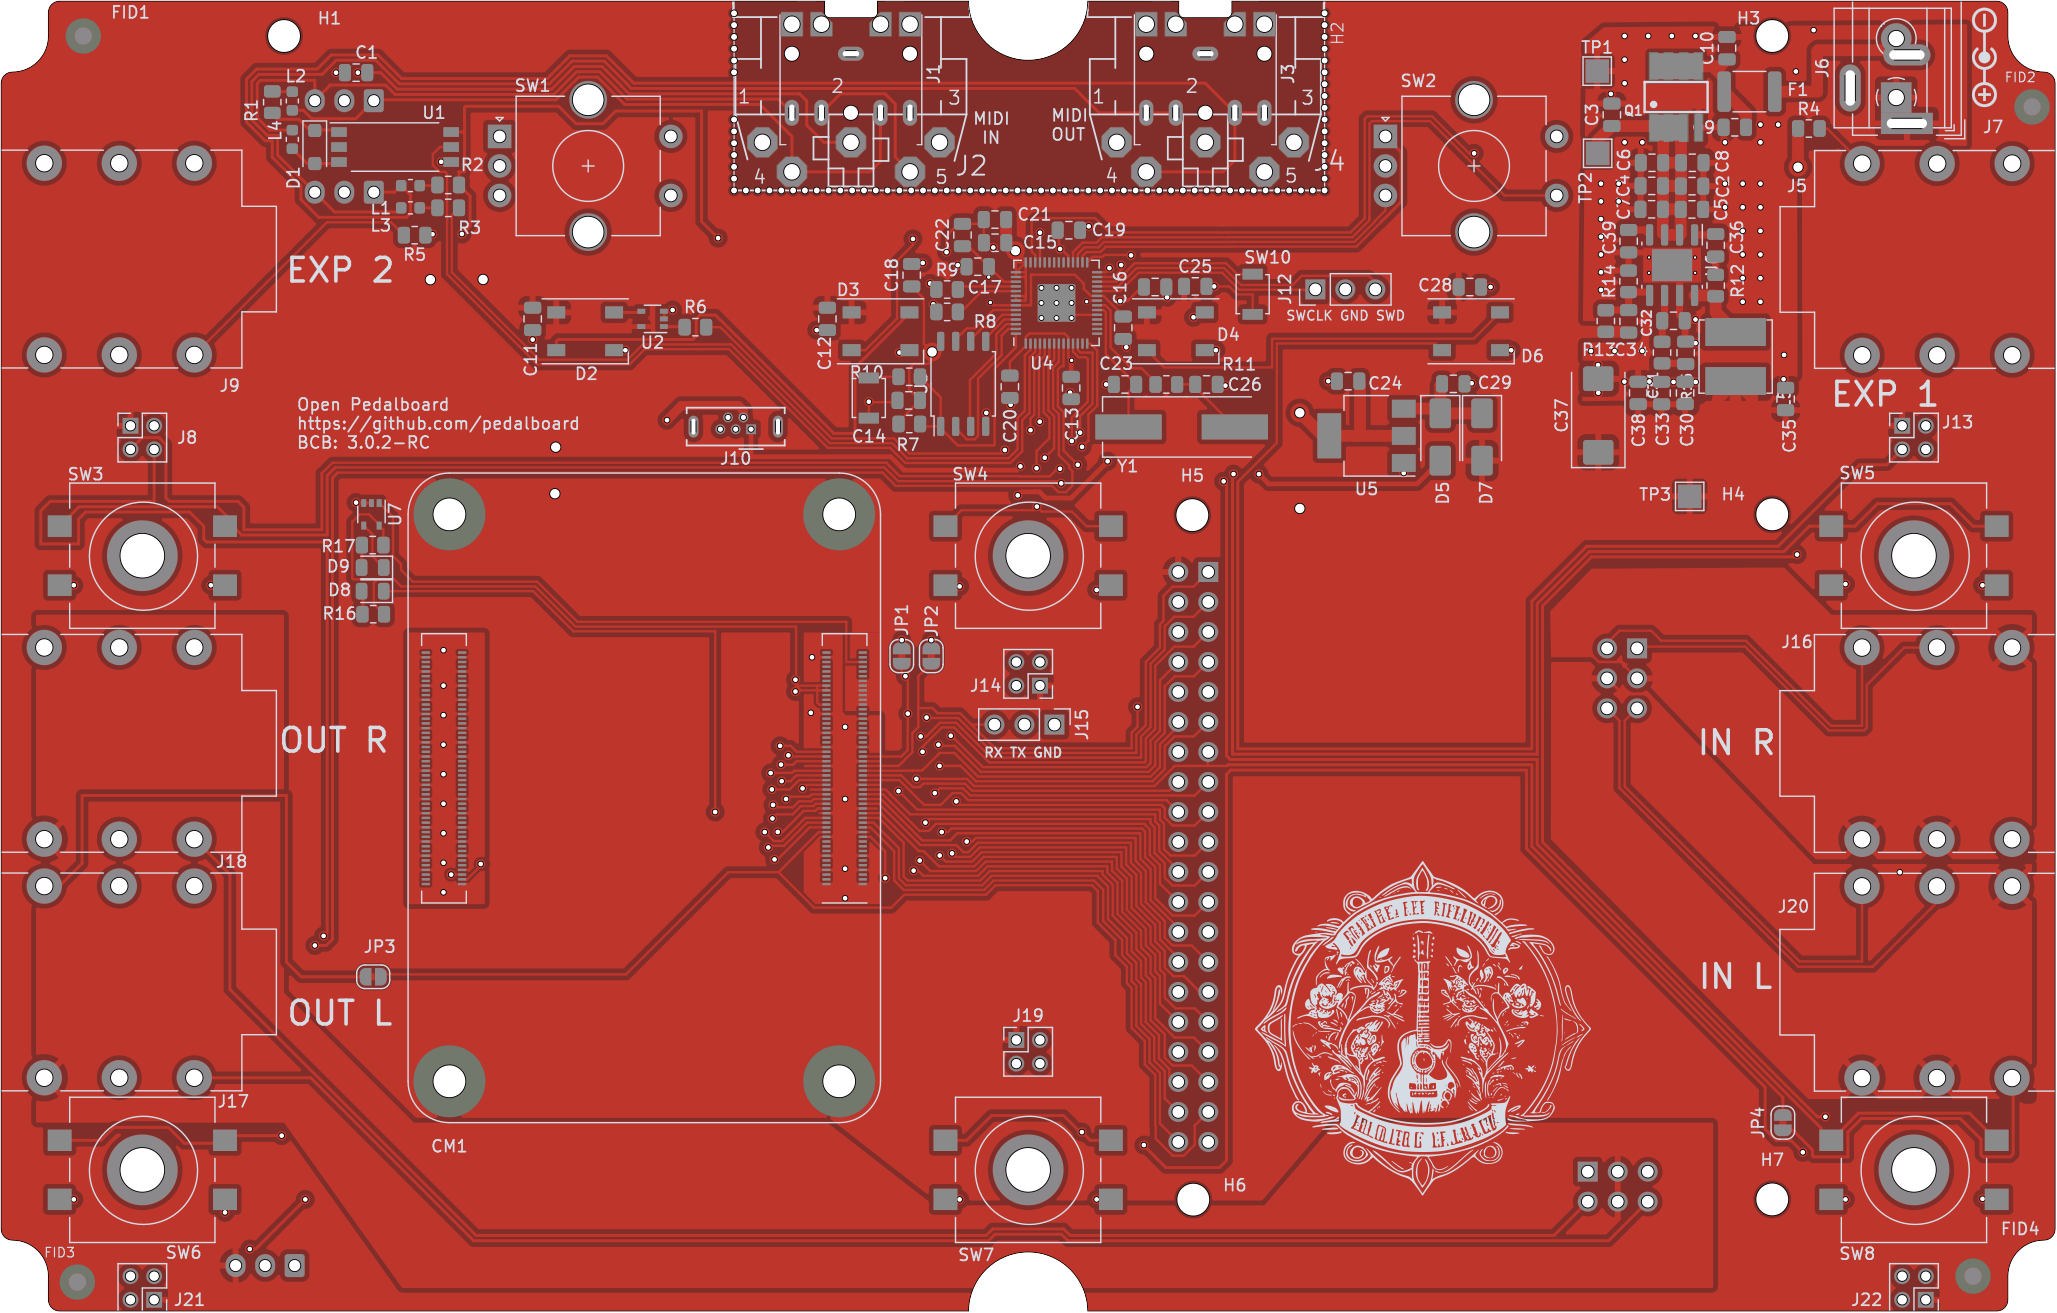 FID1
H1
H2
H3
C10
J6
FID2
C1
L2
SW1
J1
2
1
3
J3
2
1
3
SW2
TP1
F1
R1
L4
U1
MIDI
IN
MIDI
OUT
C3
Q1
R4
J7
D1
R2
4
J2
5
4
5
4
TP2
C6
C8
C4
C2
J5
L1
L3
R3
R5
C7
C5
C21
C22
C15
C19
C39
C36
EXP 2
C18
R9
C17
C16
C25
SW10
J12
C28
R14
R12
SWCLK GND SWD
D3
R6
R8
C11
U2
C12
D4
D6
C32
D2
U4
C23
R11
R13
C34
J9
R10
C26
C24
C29
EXP 1
Open Pedalboard
https://github.com/pedalboard
BCB: 3.0.2-RC
J8
C14
R7
C20
C13
C37
C38
C33
C30
C35
J13
J10
Y1
H5
U5
D5
D7
SW3
SW4
TP3
H4
SW5
U7
R17
D9
D8
R16
JP1
JP2
J16
J14
J15
OUT R
RX TX GND
IN R
J18
J20
JP3
IN L
OUT L
J19
J17
CM1
JP4
H7
H6
FID3
SW6
SW7
SW8
FID4
J21
J22